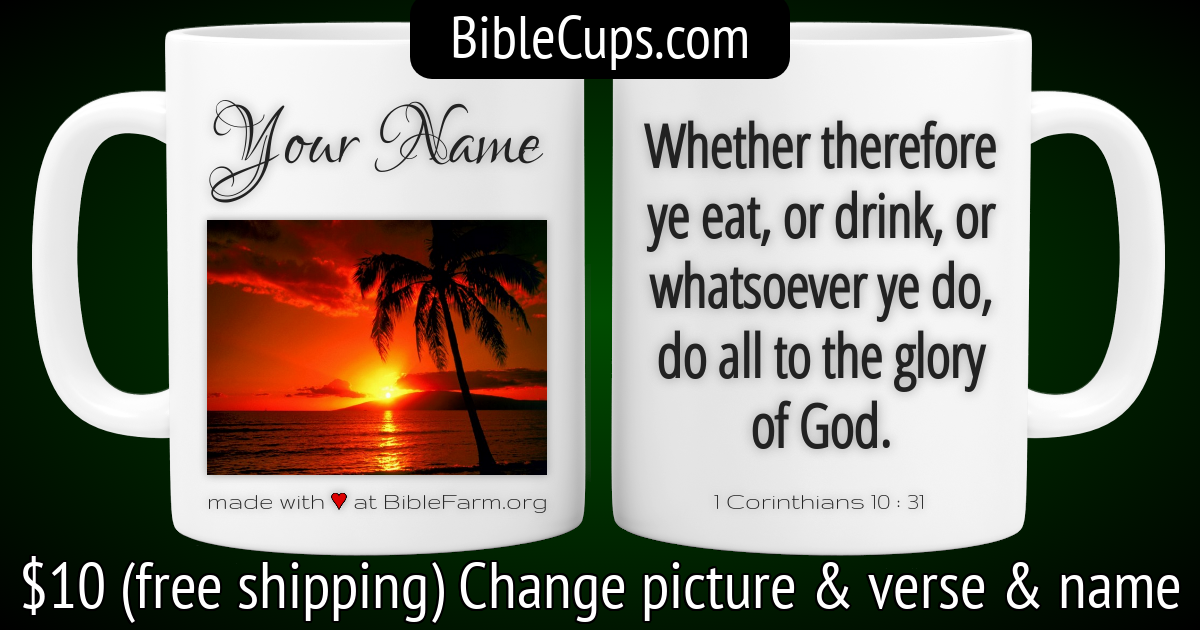 BibleCups.com
Your Name
made with ♥ at BibleFarm.org
Whether therefore
ye eat, or drink, or
whatsoever ye do,
do all to the glory
of God.
1 Corinthians 10 : 31
$10 (free shipping) Change picture & verse & name